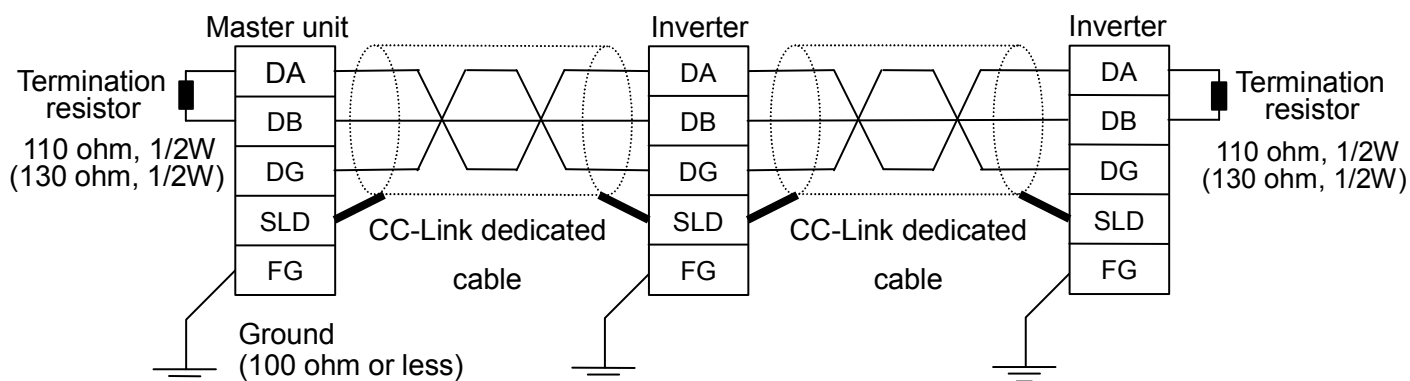 Master unit
Inverter
Inverter
Termination
resistor
110 ohm, 1/2W
(130 ohm, 1/2W)
DA
DB
DG
SLD
FG
CC-Link dedicated
cable
DA
DB
DG
SLD
FG
CC-Link dedicated
cable
DA
DB
DG
SLD
FG
Termination
resistor
110 ohm, 1/2W
(130 ohm, 1/2W)
Ground
(100 ohm or less)